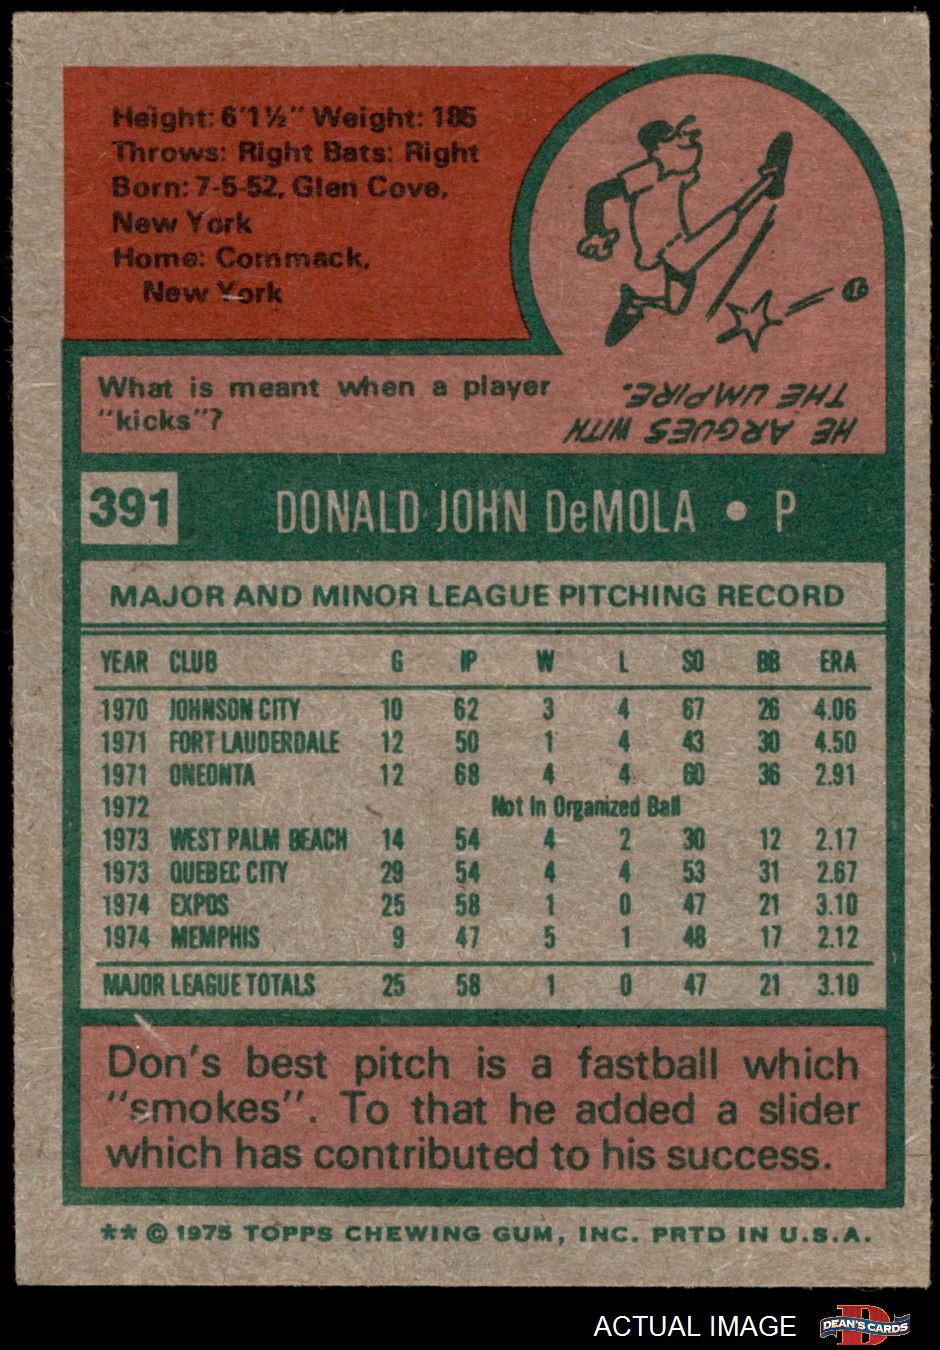 Height: 6'1½" Weight: 185
Throws: Right Bats: Right
Born: 7-5-52, Glen Cove,
New York
Home: Commack,
New York
What is meant when a player
"kicks"?
HE ARGUES WITH
THE UMPIRE.
391 DONALD JOHN DeMOLA • P
MAJOR AND MINOR LEAGUE PITCHING RECORD
YEAR CLUB G IP W L SO BB ERA
1970 JOHNSON CITY 10 62 3 4 67 26 4.06
1971 FORT LAUDERDALE 12 50 1 4 43 30 4.50
1971 ONEONTA 12 68 4 4 60 36 2.91
1972 Not In Organized Ball
1973 WEST PALM BEACH 14 54 4 2 30 12 2.17
1973 QUEBEC CITY 29 54 4 4 53 31 2.67
1974 EXPOS 25 58 1 0 47 21 3.10
1974 MEMPHIS 9 47 5 1 48 17 2.12
MAJOR LEAGUE TOTALS 25 58 1 0 47 21 3.10
Don's best pitch is a fastball which
"smokes". To that he added a slider
which has contributed to his success.
** © 1975 TOPPS CHEWING GUM, INC. PRTD IN U.S.A.
ACTUAL IMAGE
D
DEAN'S CARDS